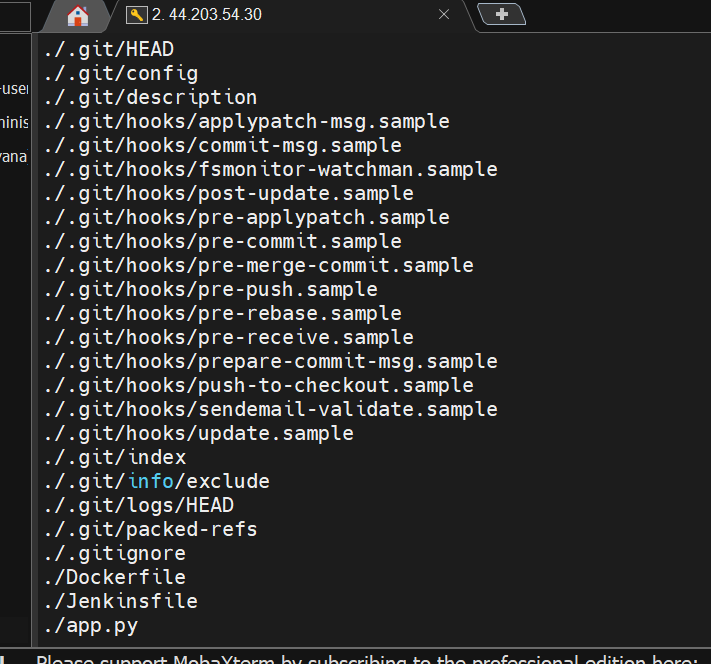 2. 44.203.54.30
-user
minis
yana
./.git/HEAD
./.git/config
./.git/description
./.git/hooks/applypatch-msg.sample
./.git/hooks/commit-msg.sample
./.git/hooks/fsmonitor-watchman.sample
./.git/hooks/post-update.sample
./.git/hooks/pre-applypatch.sample
./.git/hooks/pre-commit.sample
./.git/hooks/pre-merge-commit.sample
./.git/hooks/pre-push.sample
./.git/hooks/pre-rebase.sample
./.git/hooks/pre-receive.sample
./.git/hooks/prepare-commit-msg.sample
./.git/hooks/push-to-checkout.sample
./.git/hooks/sendemail-validate.sample
./.git/hooks/update.sample
./.git/index
./.git/info/exclude
./.git/logs/HEAD
./.git/packed-refs
./.gitignore
./Dockerfile
./Jenkinsfile
./app.py
Please support MobaXterm by subscribing to the professional edition here: